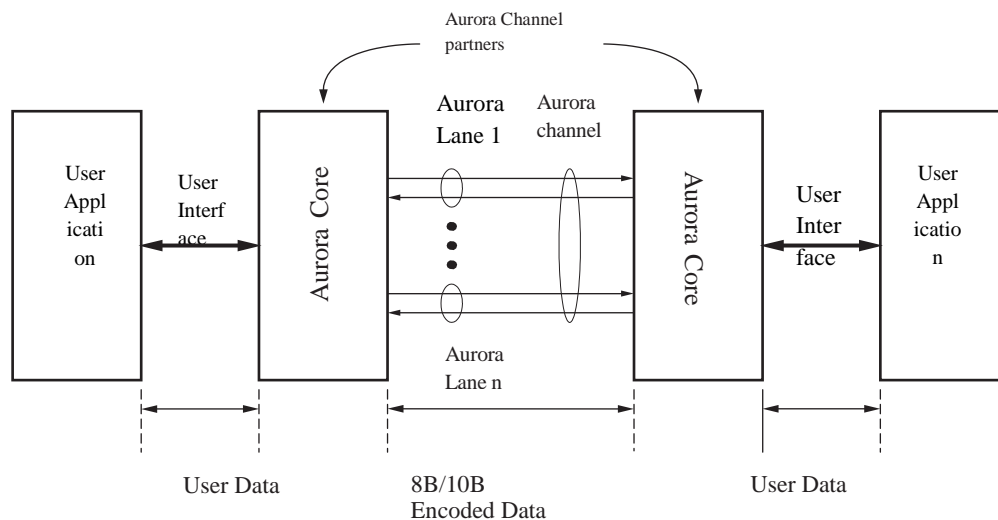 Aurora Channel
partners
Aurora
Lane 1
Aurora
channel
User
Appl
icati
on
User
Interf
ace
Aurora Core
Aurora Core
User
Inter
face
User
Appl
icatio
n
Aurora
Lane n
User Data
8B/10B
Encoded Data
User Data